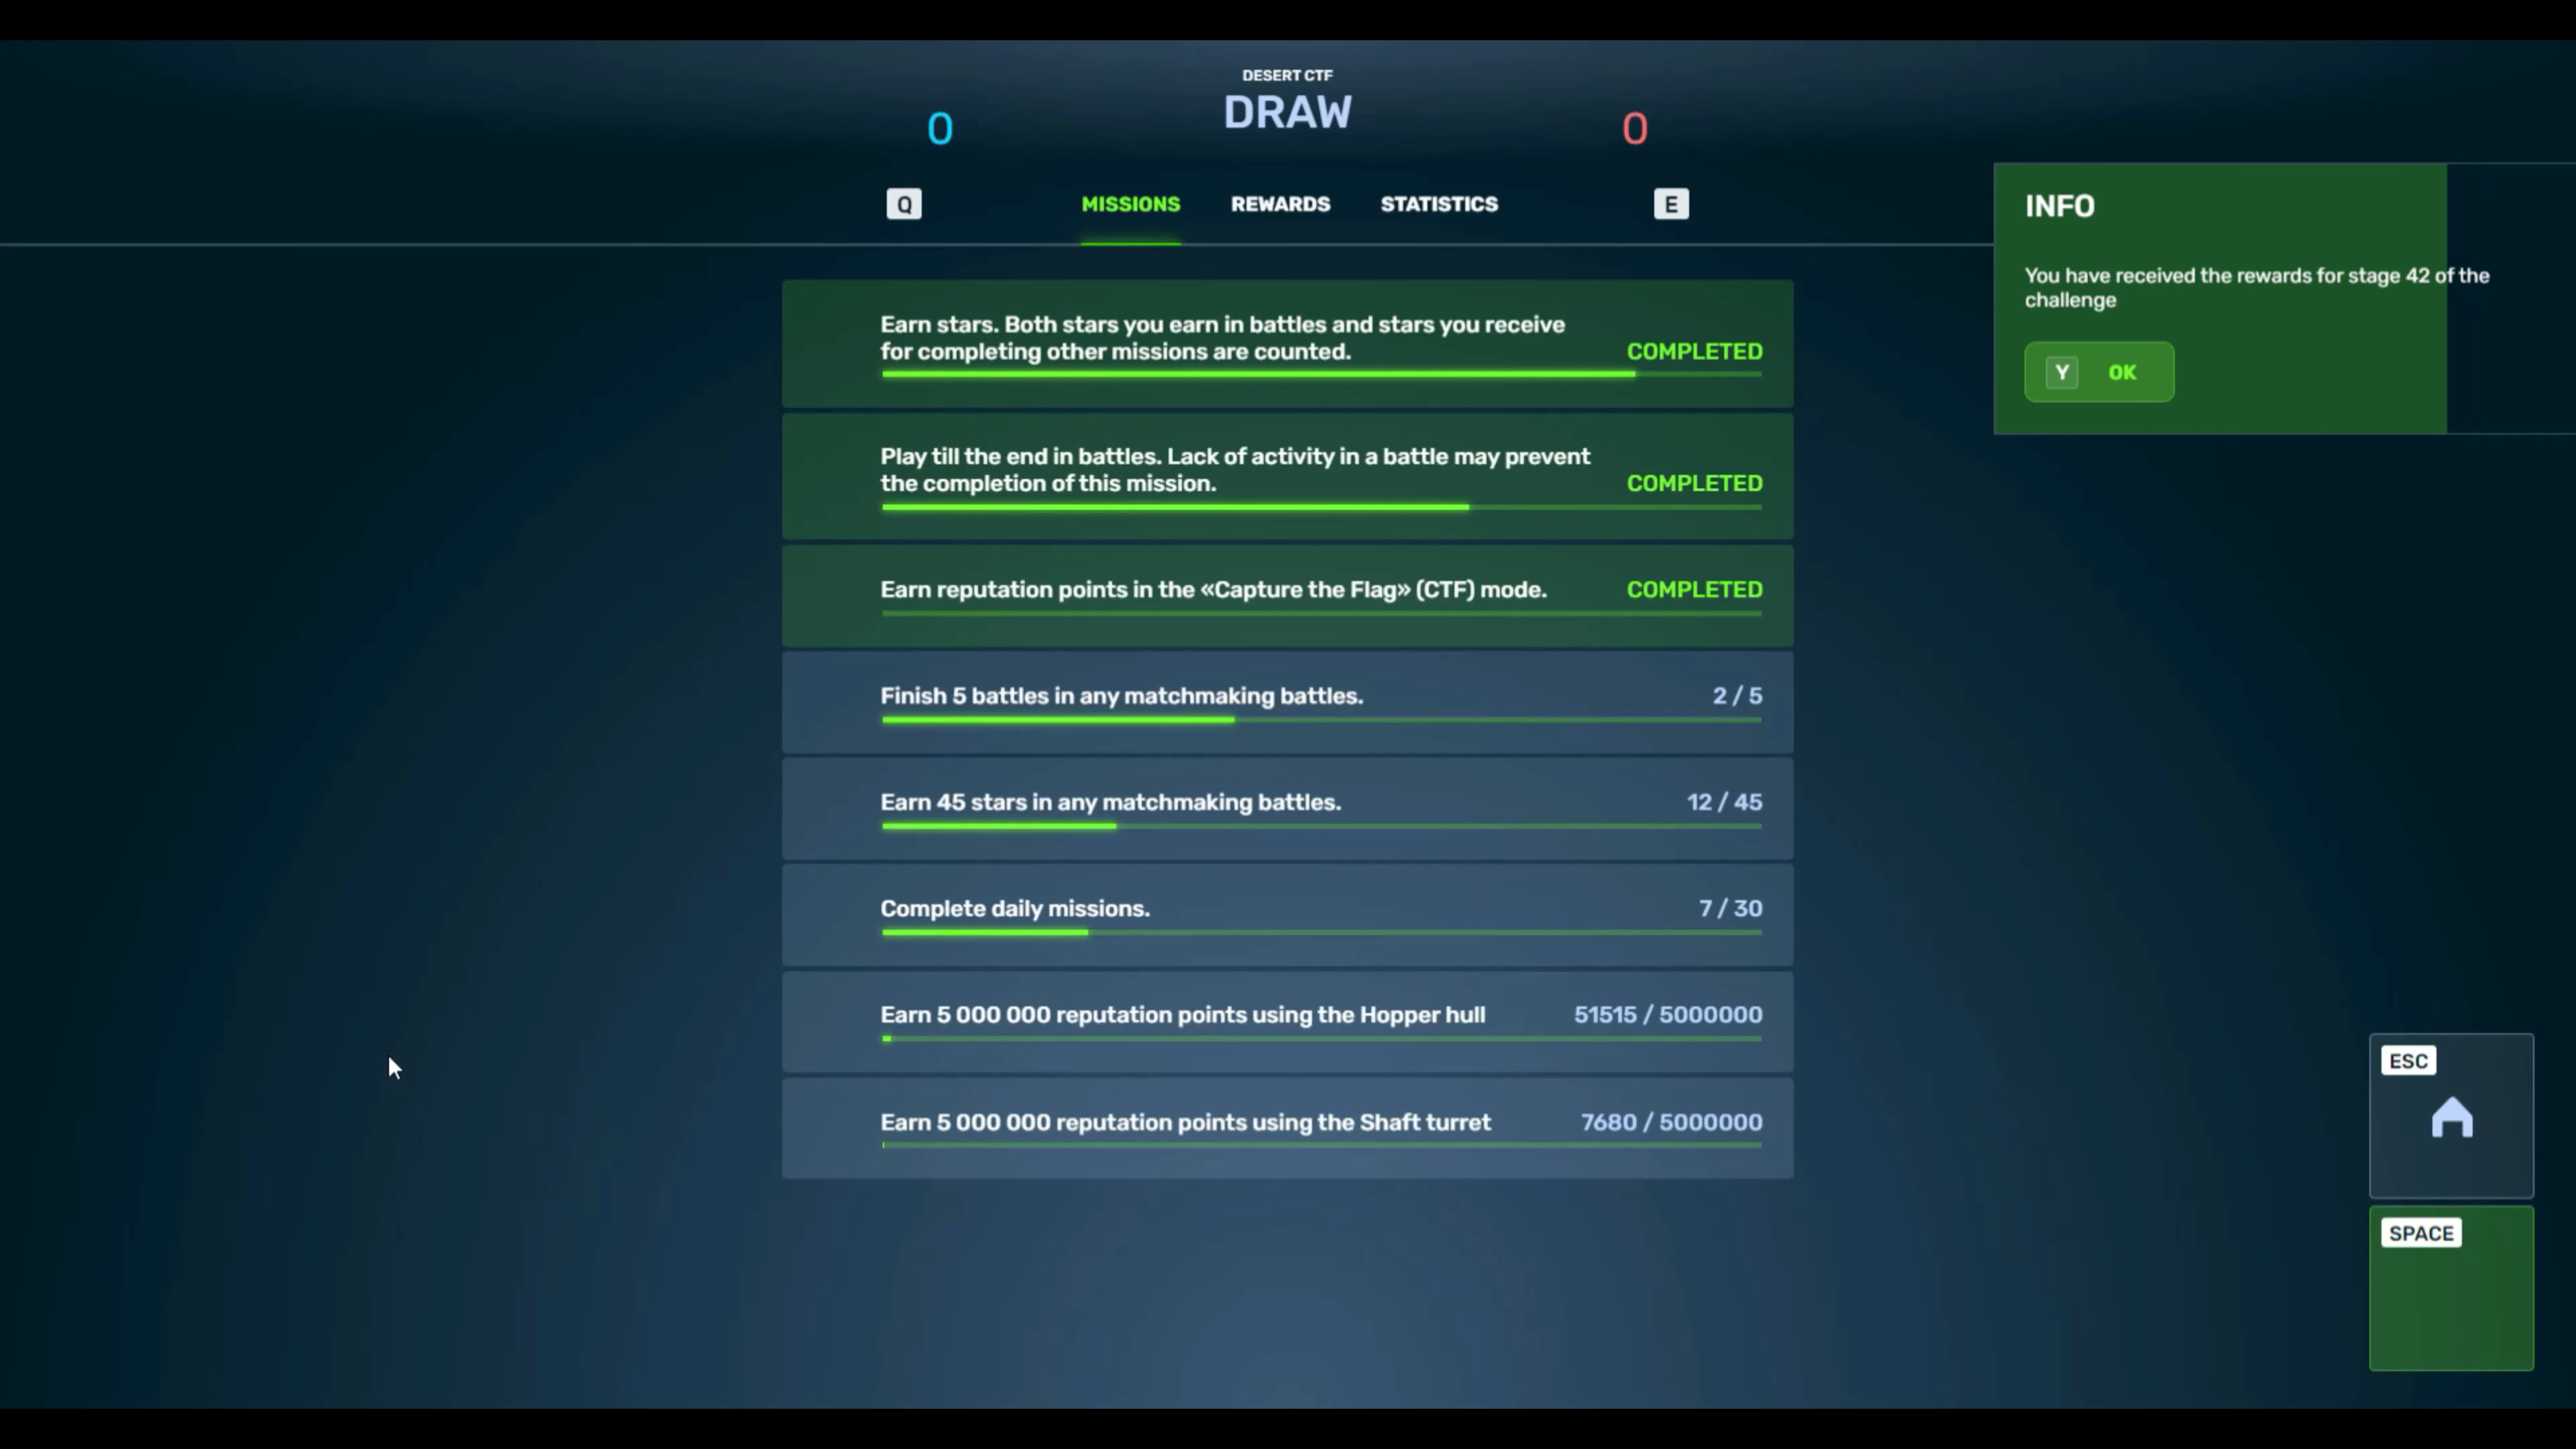 DESERT CTF
DRAW
0
0
Q
MISSIONS
REWARDS
STATISTICS
E
INFO
You have received the rewards for stage 42 of the
challenge
Y
OK
Earn stars. Both stars you earn in battles and stars you receive
for completing other missions are counted.
COMPLETED
Play till the end in battles. Lack of activity in a battle may prevent
the completion of this mission.
COMPLETED
Earn reputation points in the «Capture the Flag» (CTF) mode.
COMPLETED
Finish 5 battles in any matchmaking battles.
2 / 5
Earn 45 stars in any matchmaking battles.
12 / 45
Complete daily missions.
7 / 30
Earn 5 000 000 reputation points using the Hopper hull
51515 / 5000000
Earn 5 000 000 reputation points using the Shaft turret
7680 / 5000000
ESC
SPACE